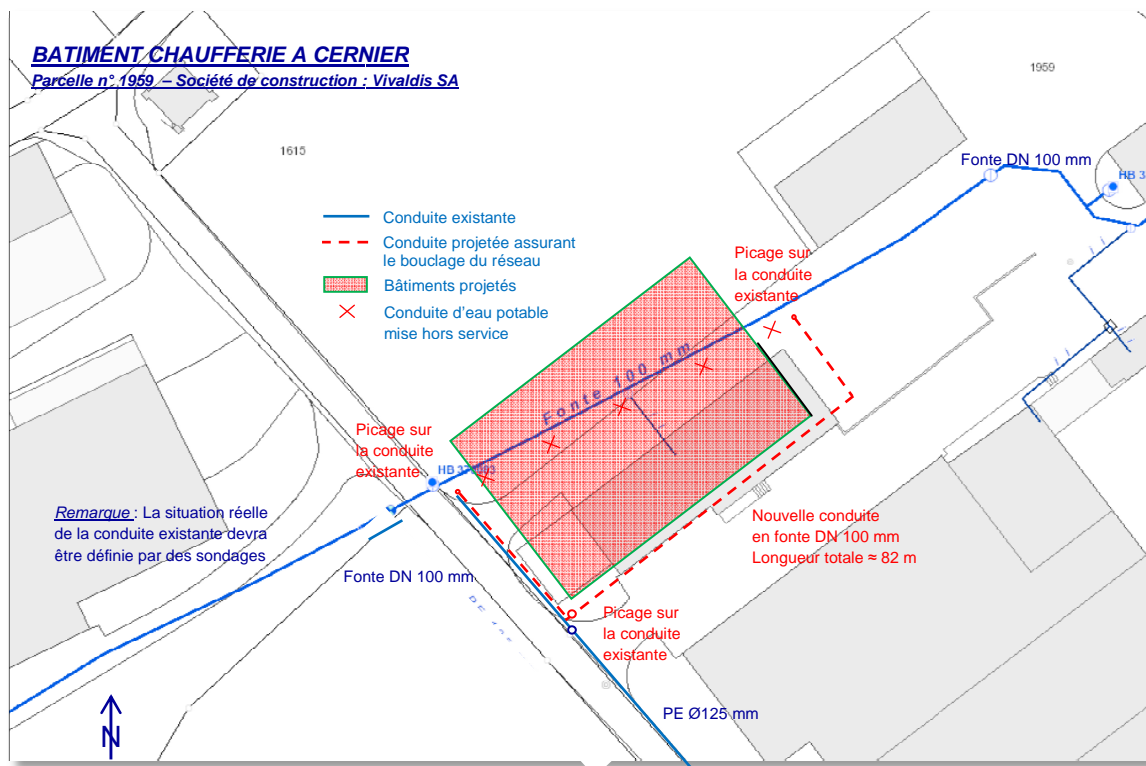 BATIMENT CHAUFFERIE A CERNIER
Parcelle n° 1959 – Société de construction : Vivaldis SA
1959
1615
Fonte DN 100 mm
HB 3
Conduite existante
Conduite projetée assurant
le bouclage du réseau
Bâtiments projetés
Conduite d'eau potable
mise hors service
Picage sur
la conduite
existante
Fonte 100 mm
Picage sur
la conduite
existante
Remarque : La situation réelle
de la conduite existante devra
être définie par des sondages
Fonte DN 100 mm
Nouvelle conduite
en fonte DN 100 mm
Longueur totale ≈ 82 m
Picage sur
la conduite
existante
PE Ø125 mm
N